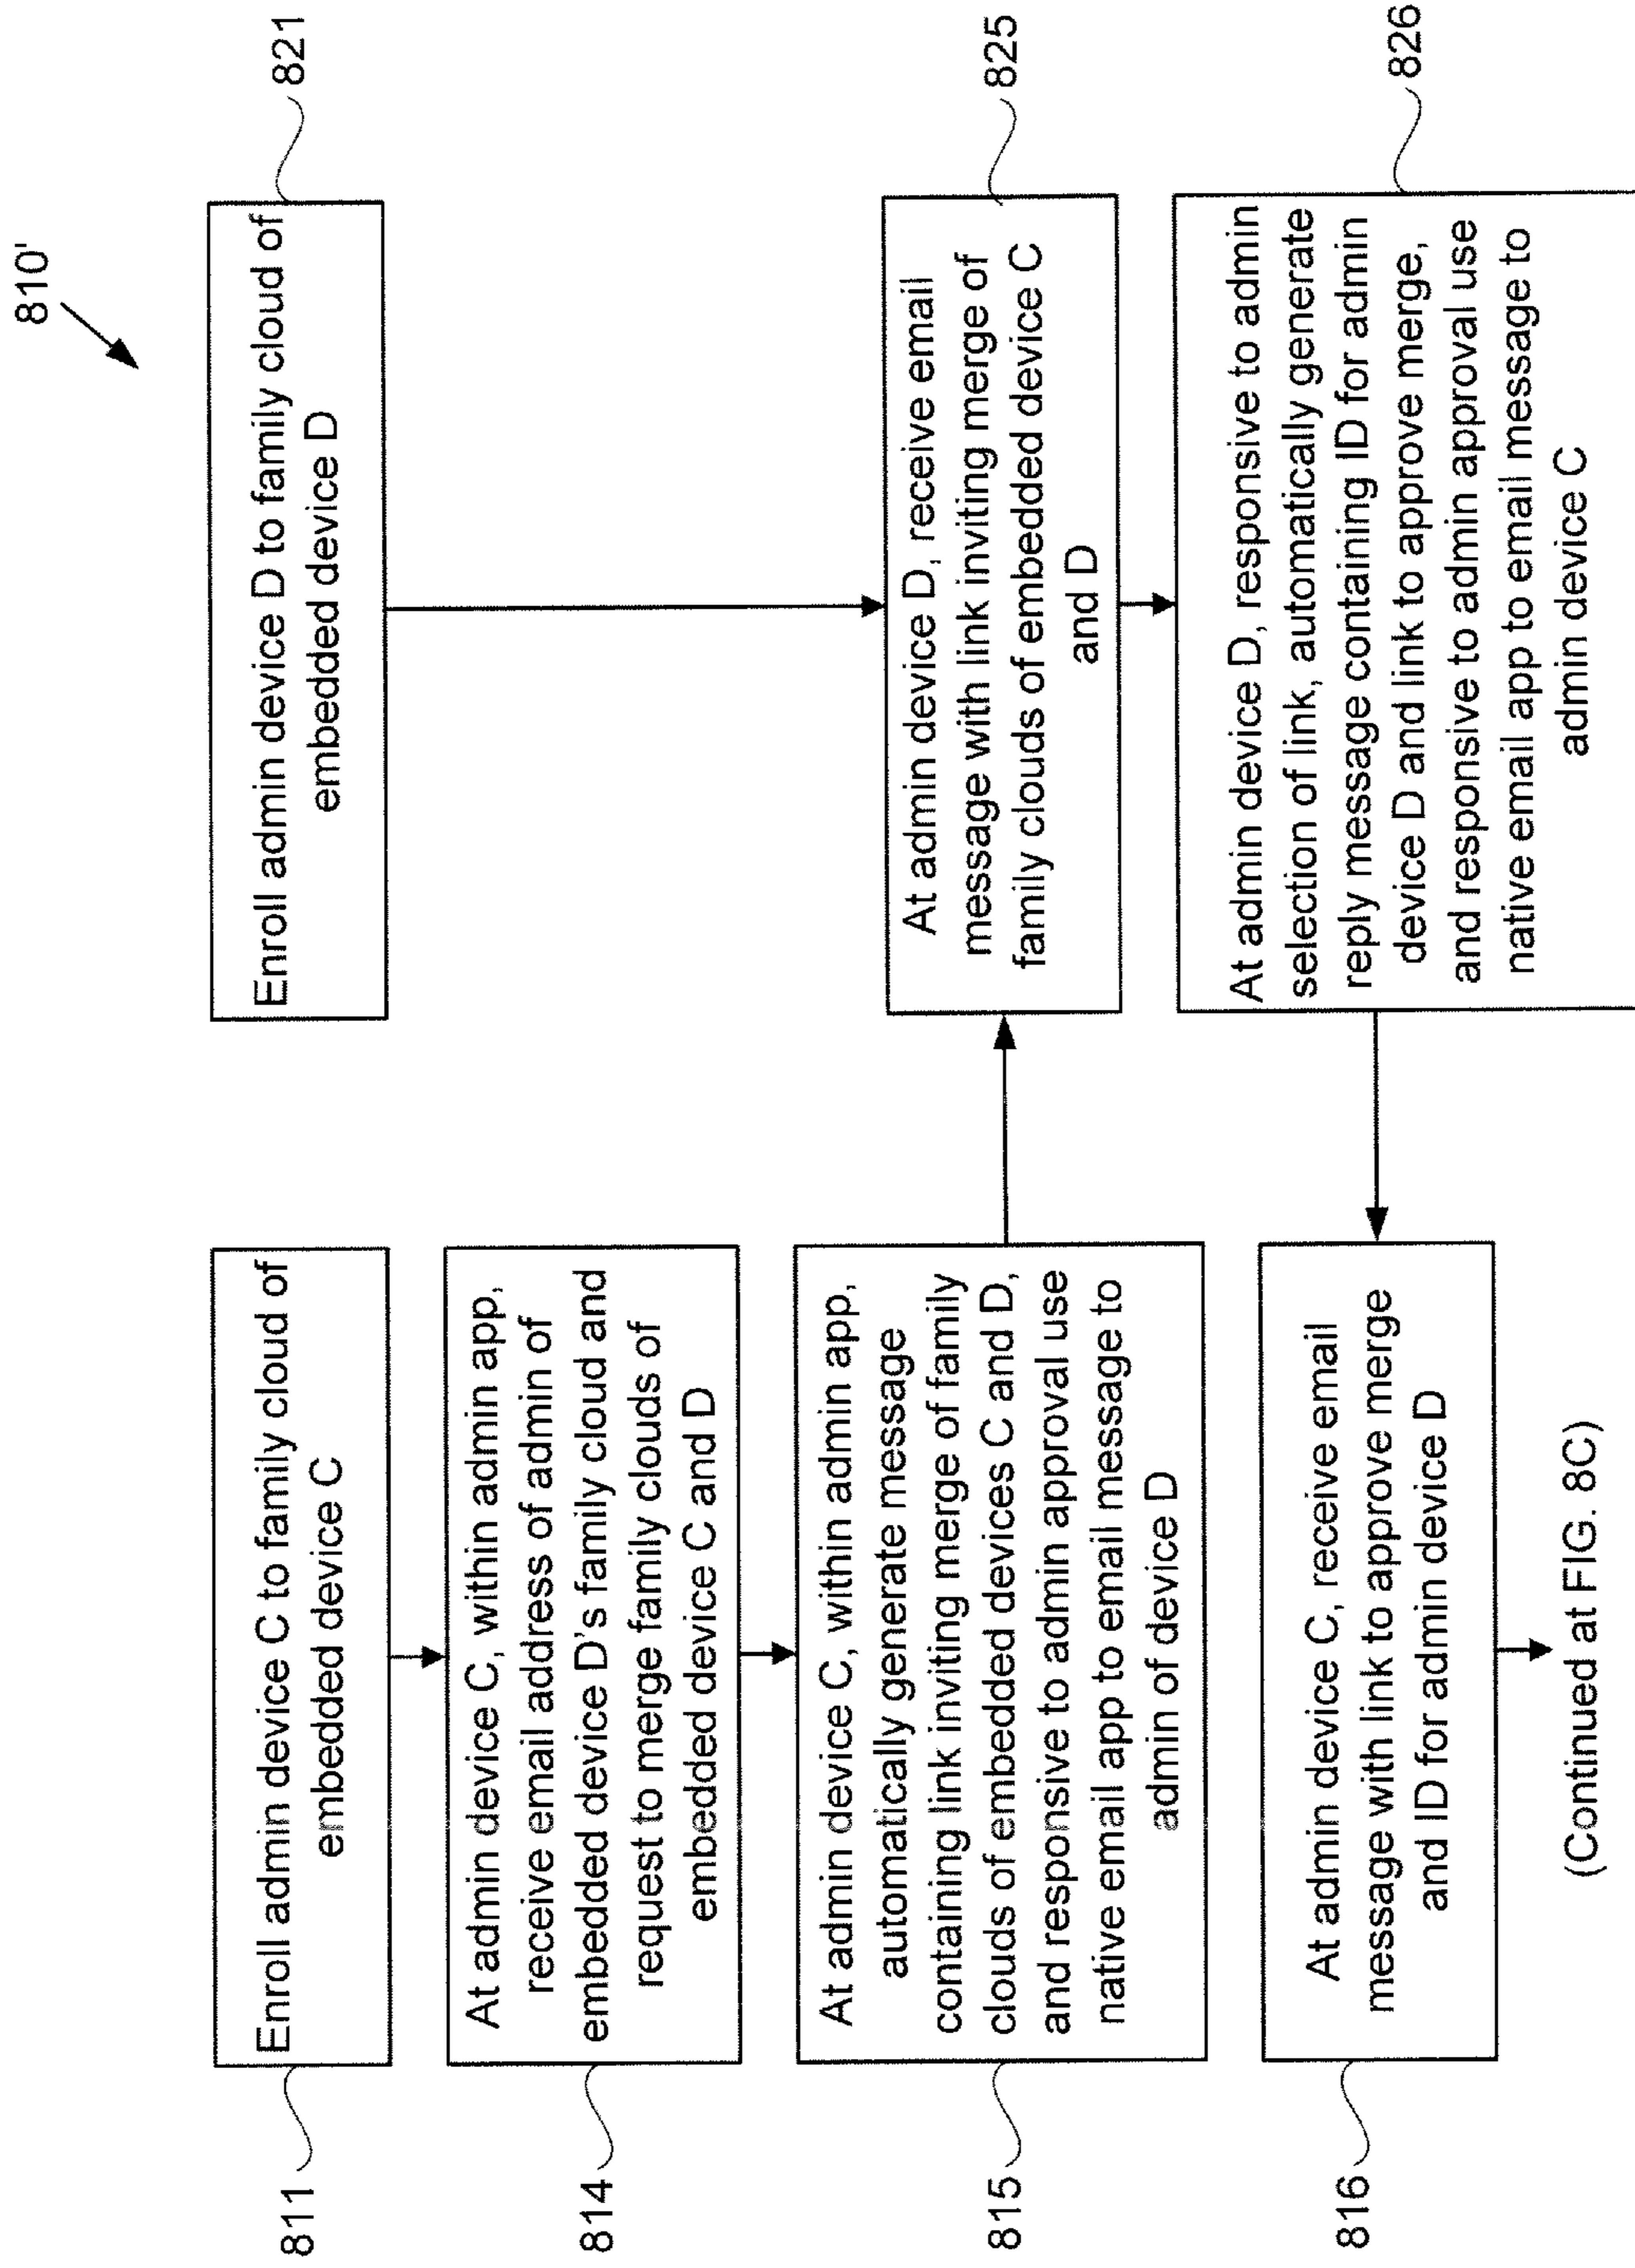 810'
Enroll admin device C to family cloud of
embedded device C
811
At admin device C, within admin app,
receive email address of admin of
embedded device D's family cloud and
request to merge family clouds of
embedded device C and D
814
At admin device C, within admin app,
automatically generate message
containing link inviting merge of family
clouds of embedded devices C and D,
and responsive to admin approval use
native email app to email message to
admin of device D
815
At admin device C, receive email
message with link to approve merge
and ID for admin device D
816
(Continued at FIG. 8C)
Enroll admin device D to family cloud of
embedded device D
821
At admin device D, receive email
message with link inviting merge of
family clouds of embedded device C
and D
825
At admin device D, responsive to admin
selection of link, automatically generate
reply message containing ID for admin
device D and link to approve merge,
and responsive to admin approval use
native email app to email message to
admin device C
826